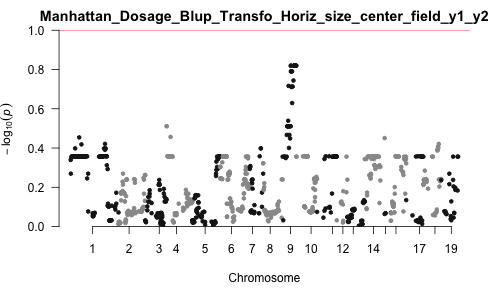 Manhattan_Dosage_Blup_Transfo_Horiz_size_center_field_y1_y2
1.0
0.8
0.6
0.4
0.2
0.0
− log10(p)
1 2 3 4 5 6 7 8 9 10 12 14 17 19
Chromosome